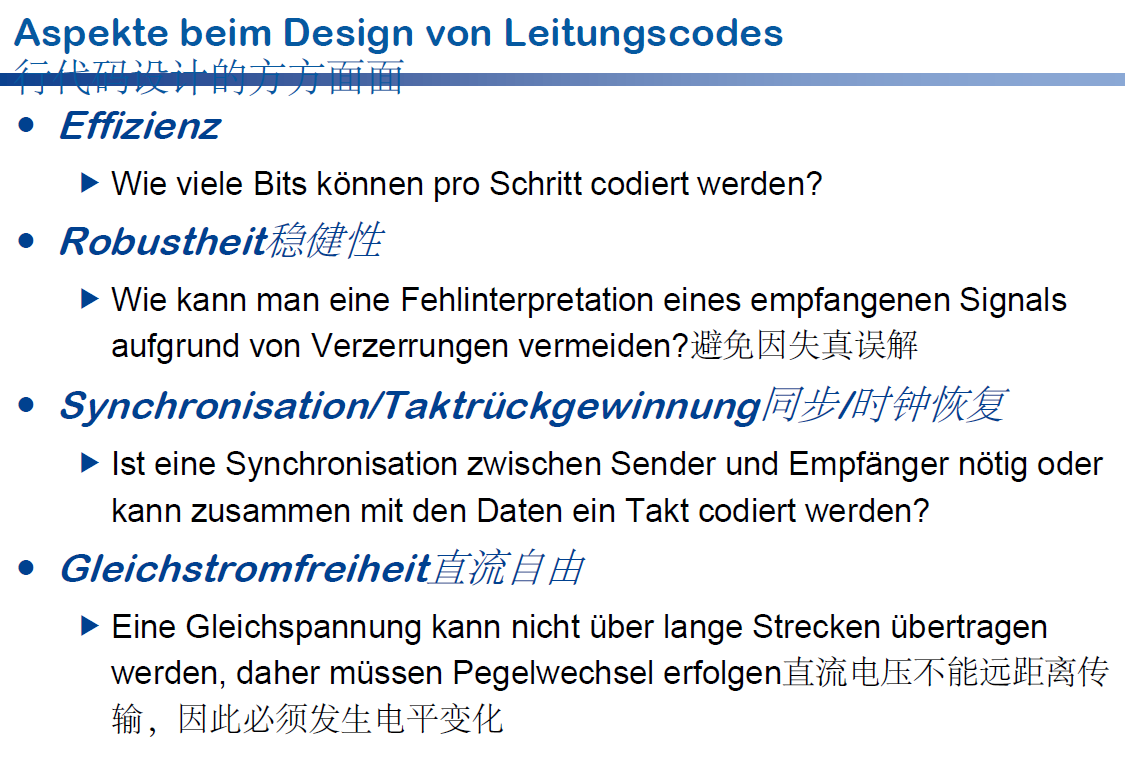 Aspekte beim Design von Leitungscodes
行代码设计的方方面面
• Effizienz
▶ Wie viele Bits können pro Schritt codiert werden?
• Robustheit稳健性
▶ Wie kann man eine Fehlinterpretation eines empfangenen Signals
aufgrund von Verzerrungen vermeiden?避免因失真误解
• Synchronisation/Taktrückgewinnung同步/时钟恢复
▶ Ist eine Synchronisation zwischen Sender und Empfänger nötig oder
kann zusammen mit den Daten ein Takt codiert werden?
• Gleichstromfreiheit直流自由
▶ Eine Gleichspannung kann nicht über lange Strecken übertragen
werden, daher müssen Pegelwechsel erfolgen直流电压不能远距离传
输，因此必须发生电平变化